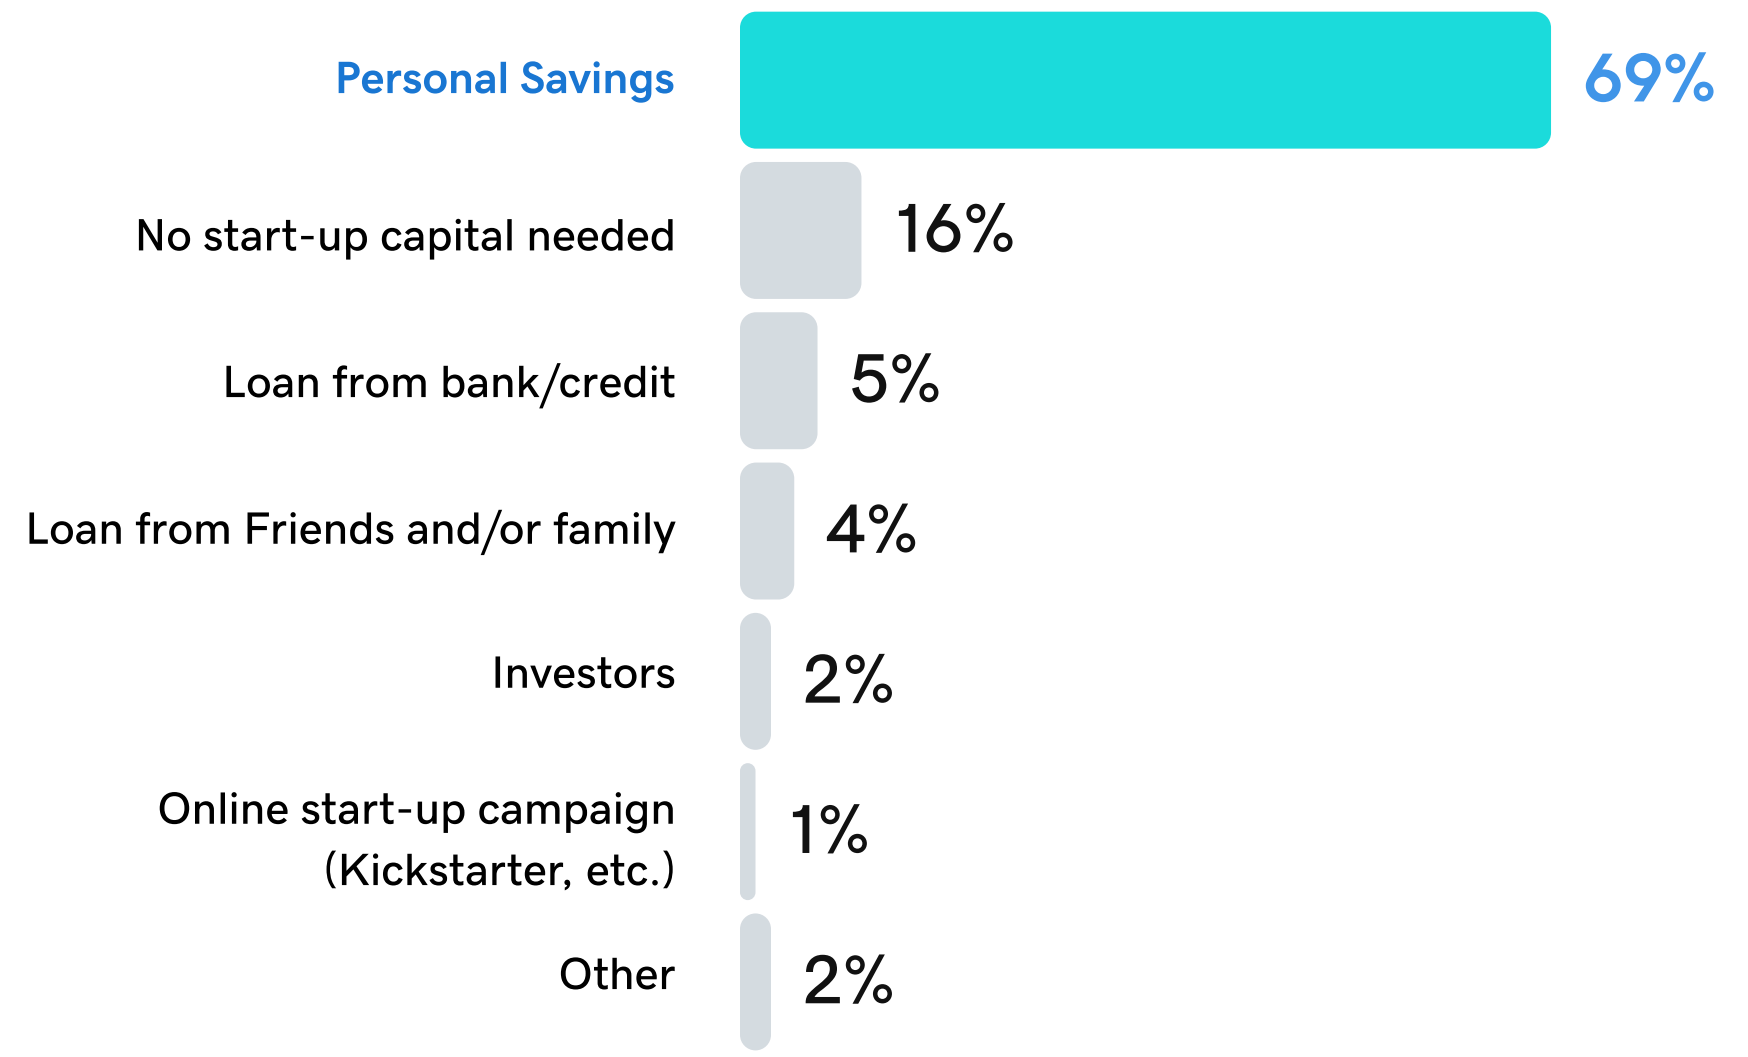 Personal Savings 69%
No start-up capital needed 16%
Loan from bank/credit 5%
Loan from Friends and/or family 4%
Investors 2%
Online start-up campaign
(Kickstarter, etc.) 1%
Other 2%